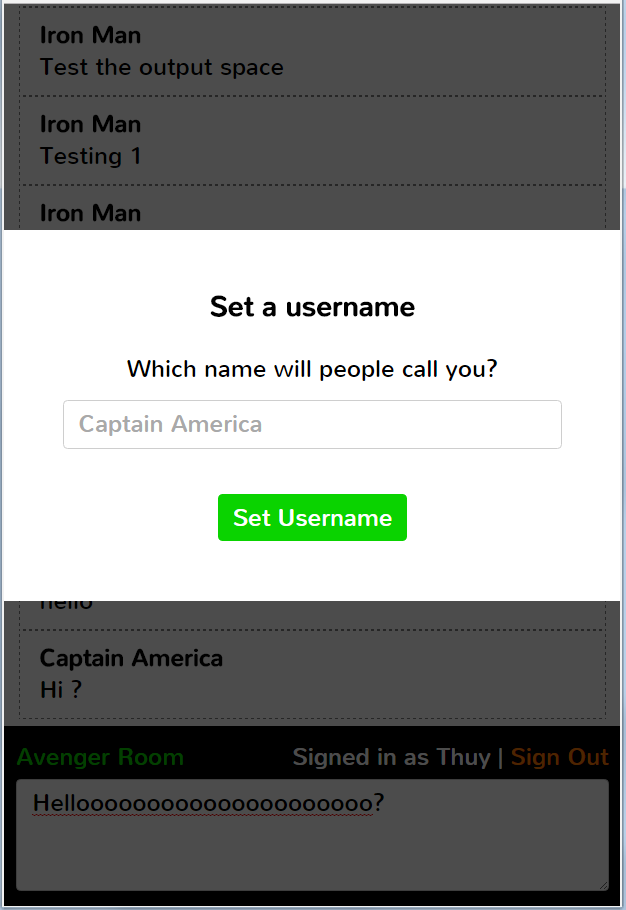 Iron Man
Test the output space
Iron Man
Testing 1
Iron Man
Set a username
Which name will people call you?
Captain America
Set Username
hello
Captain America
Hi ?
Avenger Room Signed in as Thuy | Sign Out
Hellooooooooooooooooooooo?